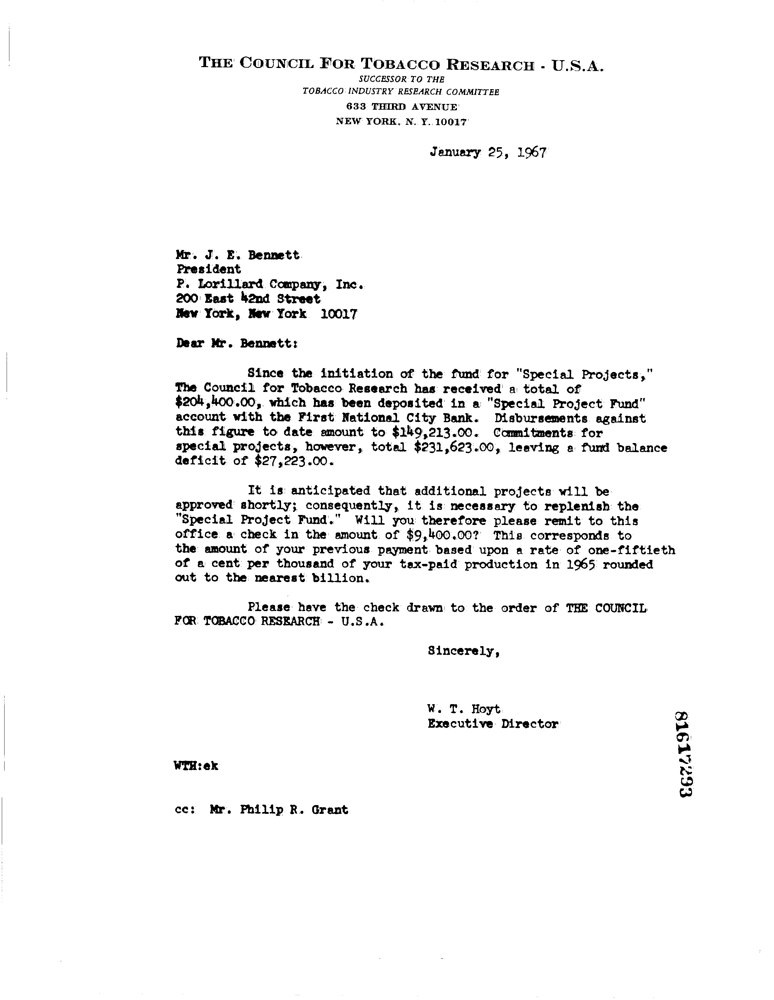 THE COUNCIL FOR TOBACCO RESEARCH - U.S.A.
SUCCESSOR TO THE
TOBACCO INDUSTRY RESEARCH COMMITTEE
633 THIRD AVENUE
NEW YORK, N. Y. 10017
January 25, 1967
Mr. J. E. Bennett
President
P. Lorillard Company, Inc.
200 East 42nd Street
New York, New York 10017
Dear Mr. Bennett:
Since the initiation of the fund for "Special Projects,"
The Council for Tobacco Research has received a total of
$204,400.00, which has been deposited in a "Special Project Fund"
account with the First National City Bank. Disbursements against
this figure to date amount to $149,213.00. Commitments for
special projects, however, total $231,623.00, leaving a fund balance
deficit of $27,223.00.
It is anticipated that additional projects will be
approved shortly; consequently, it is necessary to replenish the
"Special Project Fund." Will you therefore please remit to this
office a check in the amount of $9,400.00? This corresponds to
the amount of your previous payment based upon a rate of one-fiftieth
of a cent per thousand of your tax-paid production in 1965 rounded
out to the nearest billion.
Please have the check drawn to the order of THE COUNCIL
FOR TOBACCO RESEARCH - U.S.A.
Sincerely,
W. T. Hoyt
Executive Director
WTH:ek
cc: Mr. Philip R. Grant
81617293